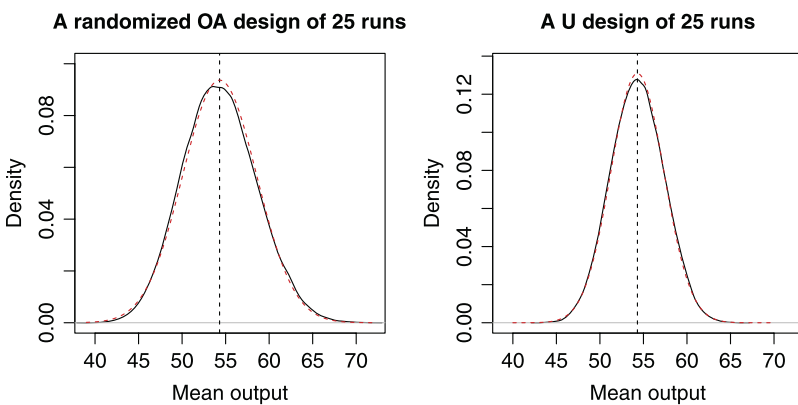 A randomized OA design of 25 runs
Density
0.00 0.04 0.08
40 45 50 55 60 65 70
Mean output
A U design of 25 runs
Density
0.00 0.04 0.08 0.12
40 45 50 55 60 65 70
Mean output